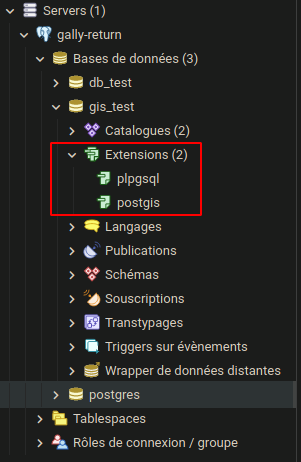 Servers (1)
gally-return
Bases de données (3)
db_test
gis_test
Catalogues (2)
Extensions (2)
plpgsql
postgis
Langages
Publications
Schémas
Souscriptions
Transtypages
Triggers sur évènements
Wrapper de données distantes
postgres
Tablespaces
Rôles de connexion / groupe